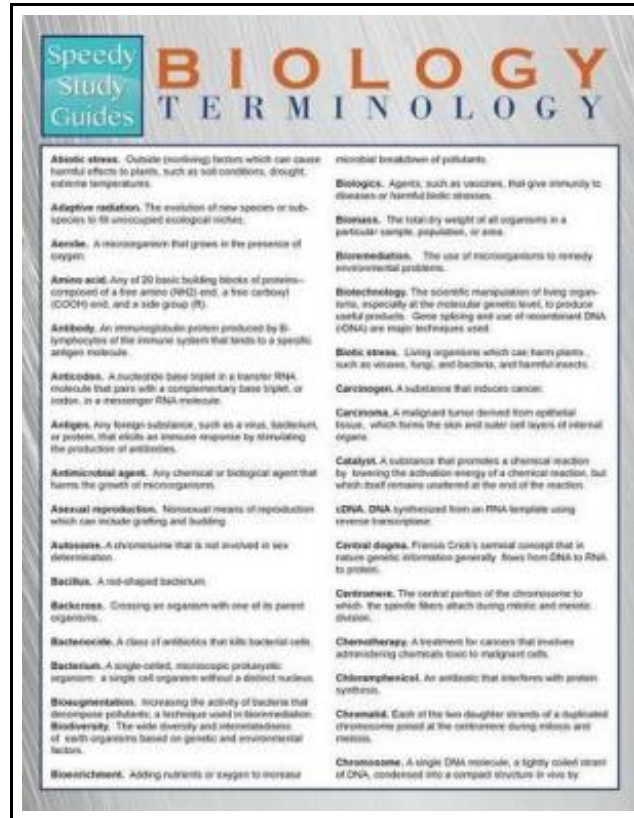 Speedy
Study
Guides
BIOLOGY
TERMINOLOGY
Abiotic stress. Outside (nonliving) factors which can cause
harmful effects to plants, such as soil conditions, drought,
extreme temperatures.
Adaptive radiation. The evolution of new species or sub-
species to fill unoccupied ecological niches.
Aerobe. A microorganism that grows in the presence of
oxygen.
Amino acid. Any of 20 basic building blocks of proteins--
composed of a free amino (NH2) end, a free carboxyl
(COOH) end, and a side group (R).
Antibody. An immunoglobulin protein produced by B-
lymphocytes of the immune system that binds to a specific
antigen molecule.
Anticodon. A nucleotide base triplet in a transfer RNA
molecule that pairs with a complementary base triplet, or
codon, in a messenger RNA molecule.
Antigen. Any foreign substance, such as a virus, bacterium,
or protein, that elicits an immune response by stimulating
the production of antibodies.
Antimicrobial agent. Any chemical or biological agent that
harms the growth of microorganisms.
Asexual reproduction. Nonsexual means of reproduction
which can include grafting and budding.
Autosome. A chromosome that is not involved in sex
determination.
Bacillus. A rod-shaped bacterium.
Backcross. Crossing an organism with one of its parent
organisms.
Bacteriocide. A class of antibiotics that kills bacterial cells.
Bacterium. A single-celled, microscopic prokaryotic
organism: a single cell organism without a distinct nucleus.
Bioaugmentation. Increasing the activity of bacteria that
decompose pollutants; a technique used in bioremediation.
Biodiversity. The wide diversity and interrelatedness
of earth organisms based on genetic and environmental
factors.
Bioenrichment. Adding nutrients or oxygen to increase
microbial breakdown of pollutants.
Biologics. Agents, such as vaccines, that give immunity to
diseases or harmful biotic stresses.
Biomass. The total dry weight of all organisms in a
particular sample, population, or area.
Bioremediation. The use of microorganisms to remedy
environmental problems.
Biotechnology. The scientific manipulation of living organ-
isms, especially at the molecular genetic level, to produce
useful products. Gene splicing and use of recombinant DNA
(rDNA) are major techniques used.
Biotic stress. Living organisms which can harm plants,
such as viruses, fungi, and bacteria, and harmful insects.
Carcinogen. A substance that induces cancer.
Carcinoma. A malignant tumor derived from epithelial
tissue, which forms the skin and outer cell layers of internal
organs.
Catalyst. A substance that promotes a chemical reaction
by lowering the activation energy of a chemical reaction, but
which itself remains unaltered at the end of the reaction.
cDNA. DNA synthesized from an RNA template using
reverse transcriptase.
Central dogma. Francis Crick's seminal concept that in
nature genetic information generally flows from DNA to RNA
to protein.
Centromere. The central portion of the chromosome to
which the spindle fibers attach during mitotic and meiotic
division.
Chemotherapy. A treatment for cancers that involves
administering chemicals toxic to malignant cells.
Chloramphenicol. An antibiotic that interferes with protein
synthesis.
Chromatid. Each of the two daughter strands of a duplicated
chromosome joined at the centromere during mitosis and
meiosis.
Chromosome. A single DNA molecule, a tightly coiled strant
of DNA, condensed into a compact structure in vivo by